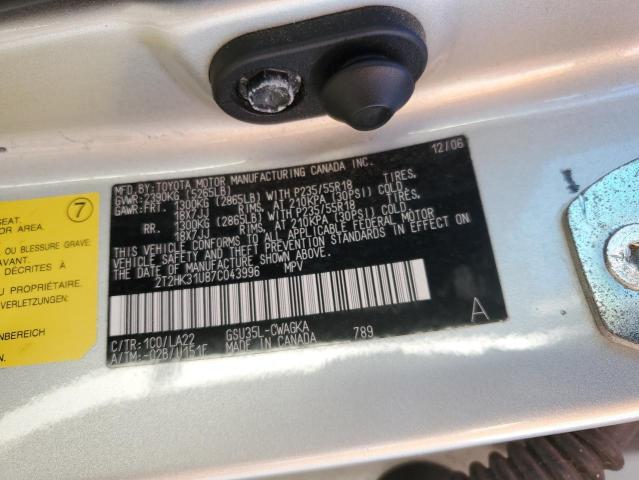 MFD. BY: TOYOTA MOTOR MANUFACTURING CANADA INC. 12/06
GVWR: 2390KG (5265LB)
GAWR: FRT. 1300KG (2865LB) WITH P235/55R18 TIRES,
18X7JJ RIMS, AT 210KPA (30PSI) COLD.
RR. 1300KG (2865LB) WITH P235/55R18 TIRES,
18X7JJ RIMS, AT 210KPA (30PSI) COLD.
THIS VEHICLE CONFORMS TO ALL APPLICABLE FEDERAL MOTOR
VEHICLE SAFETY AND THEFT PREVENTION STANDARDS IN EFFECT ON
THE DATE OF MANUFACTURE SHOWN ABOVE.
2T2HK31U87C043996 MPV
A
C/TR: 1C0/LA22 GSU35L-CWAGKA 789
A/TM: -02B/U151F MADE IN CANADA
7
SEAT.
OR AREA.
OU BLESSURE GRAVE:
AVANT.
DÉCRITES À
PROPRIÉTAIRE.
NBEREICH